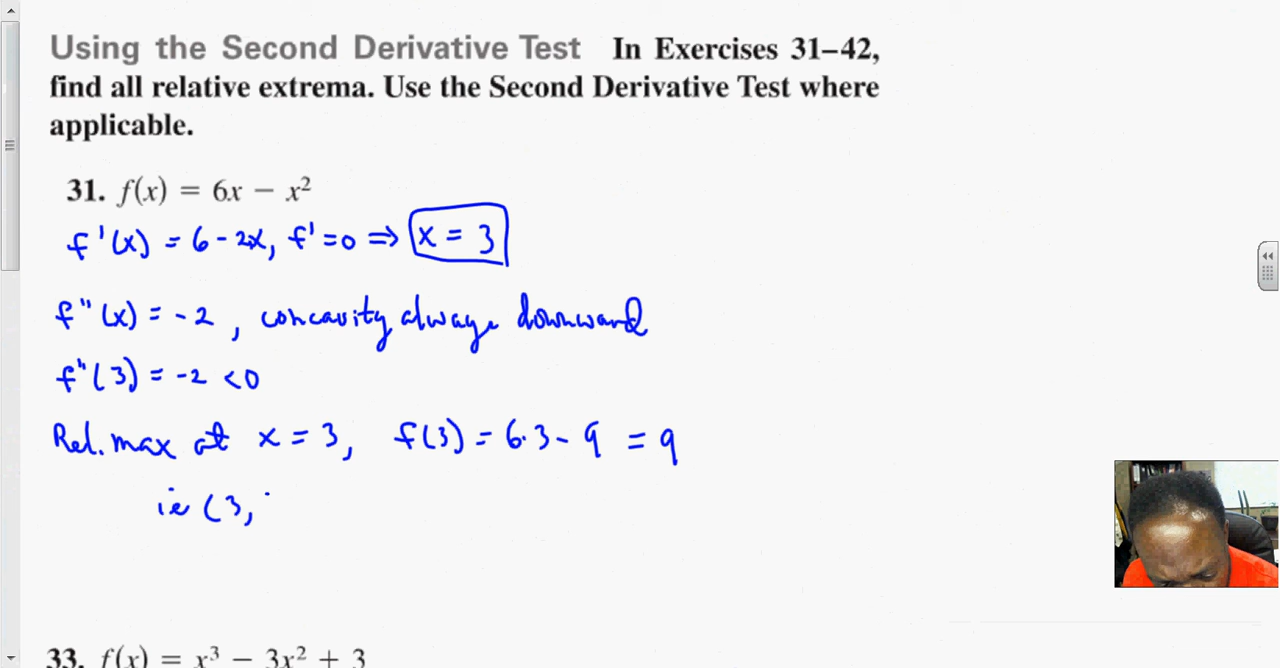 Using the Second Derivative Test In Exercises 31–42,
find all relative extrema. Use the Second Derivative Test where
applicable.
31. f(x) = 6x − x²
f'(x) = 6 - 2x, f' = 0 ⇒ x = 3
f"(x) = -2, concavity always downward
f"(3) = -2 < 0
Rel. max at x = 3, f(3) = 6·3 - 9 = 9
ie (3,
33. f(x) = x³ − 3x² + 3